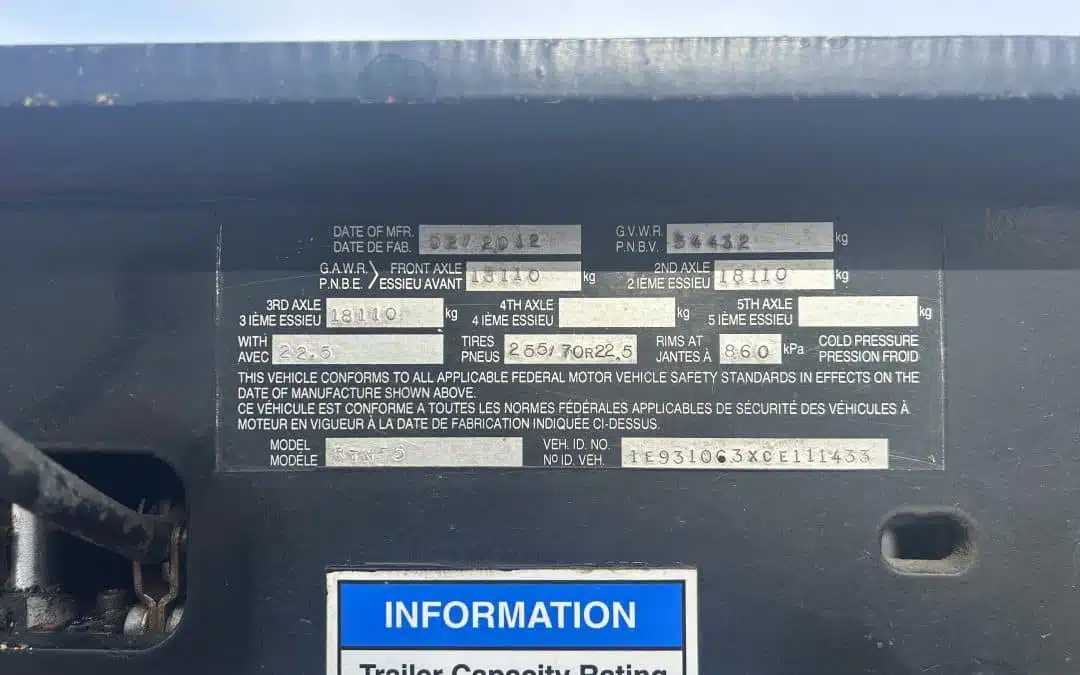 DATE OF MFR. 02/2012 G.V.W.R. 54432 kg
DATE DE FAB. P.N.B.V.
G.A.W.R. FRONT AXLE 18110 kg 2ND AXLE 18110 kg
P.N.B.E. ESSIEU AVANT 2 IÈME ESSIEU
3RD AXLE 18110 kg 4TH AXLE kg 5TH AXLE kg
3 IÈME ESSIEU 4 IÈME ESSIEU 5 IÈME ESSIEU
WITH 22.5 TIRES 255/70R22.5 RIMS AT 860 kPa COLD PRESSURE
AVEC PNEUS JANTES À PRESSION FROID
THIS VEHICLE CONFORMS TO ALL APPLICABLE FEDERAL MOTOR VEHICLE SAFETY STANDARDS IN EFFECTS ON THE
DATE OF MANUFACTURE SHOWN ABOVE.
CE VÉHICULE EST CONFORME A TOUTES LES NORMES FÉDÉRALES APPLICABLES DE SÉCURITÉ DES VÉHICULES À
MOTEUR EN VIGUEUR À LA DATE DE FABRICATION INDIQUÉE CI-DESSUS.
MODEL VEH. ID. NO. 1E931063XCE111433
MODÈLE Nº ID. VEH.
INFORMATION
Trailer Capacity Rating